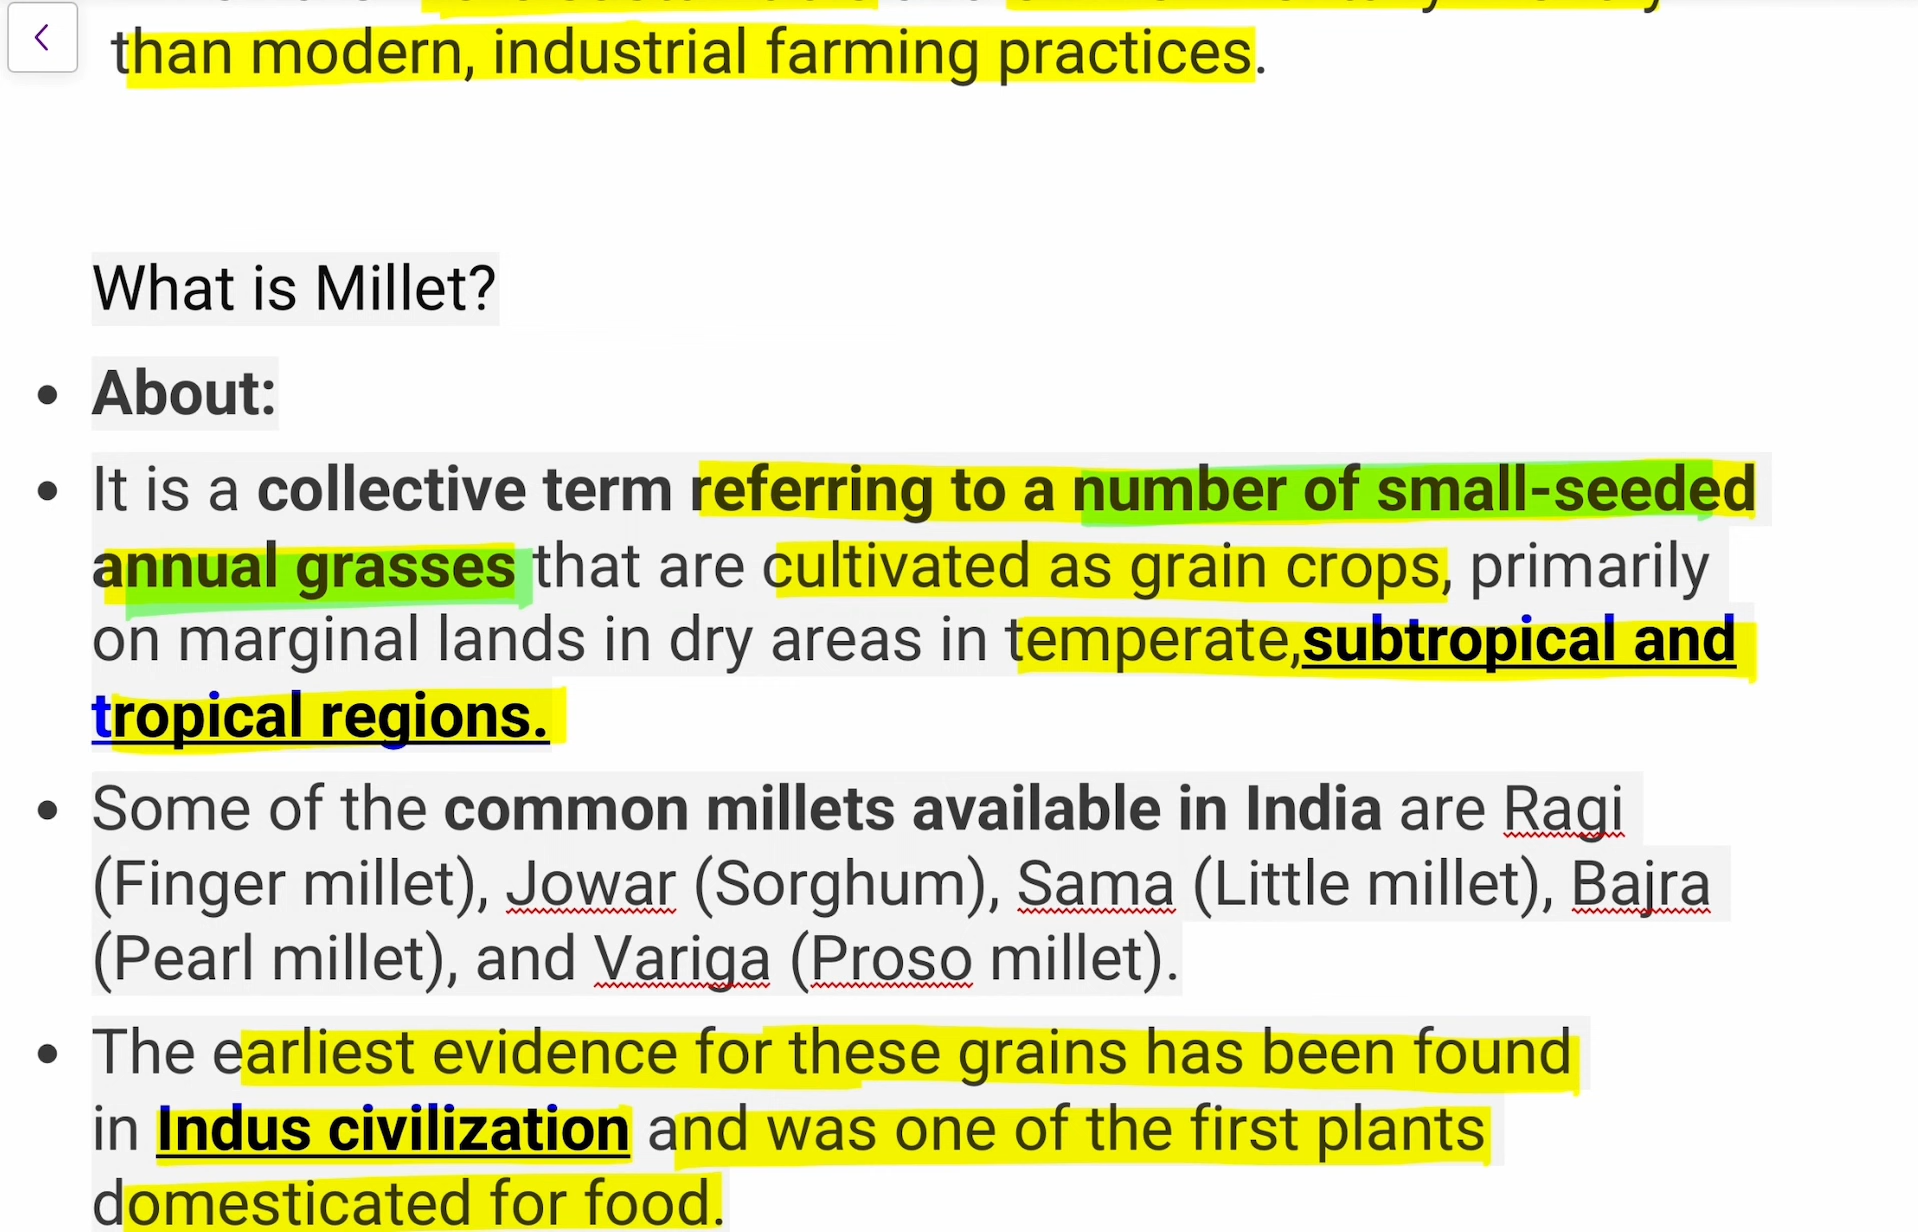 than modern, industrial farming practices.
What is Millet?
• About:
• It is a collective term referring to a number of small-seeded
annual grasses that are cultivated as grain crops, primarily
on marginal lands in dry areas in temperate,subtropical and
tropical regions.
• Some of the common millets available in India are Ragi
(Finger millet), Jowar (Sorghum), Sama (Little millet), Bajra
(Pearl millet), and Variga (Proso millet).
• The earliest evidence for these grains has been found
in Indus civilization and was one of the first plants
domesticated for food.